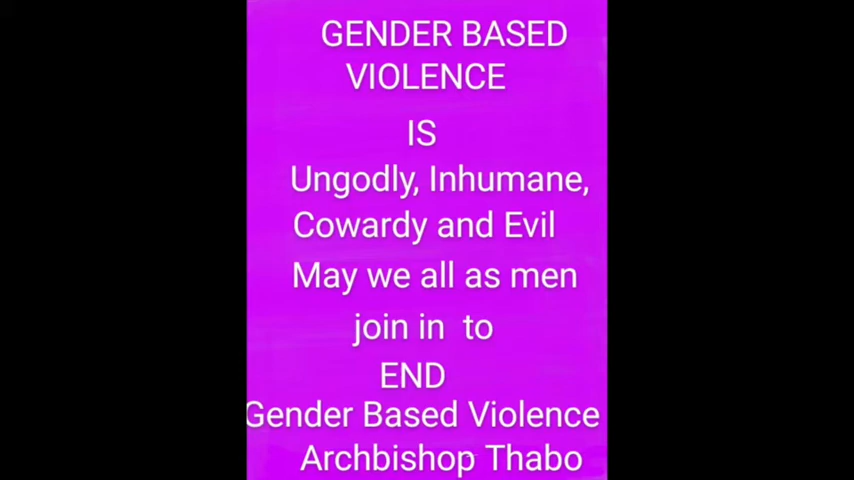 GENDER BASED
VIOLENCE
IS
Ungodly, Inhumane,
Cowardy and Evil
May we all as men
join in to
END
Gender Based Violence
Archbishop Thabo